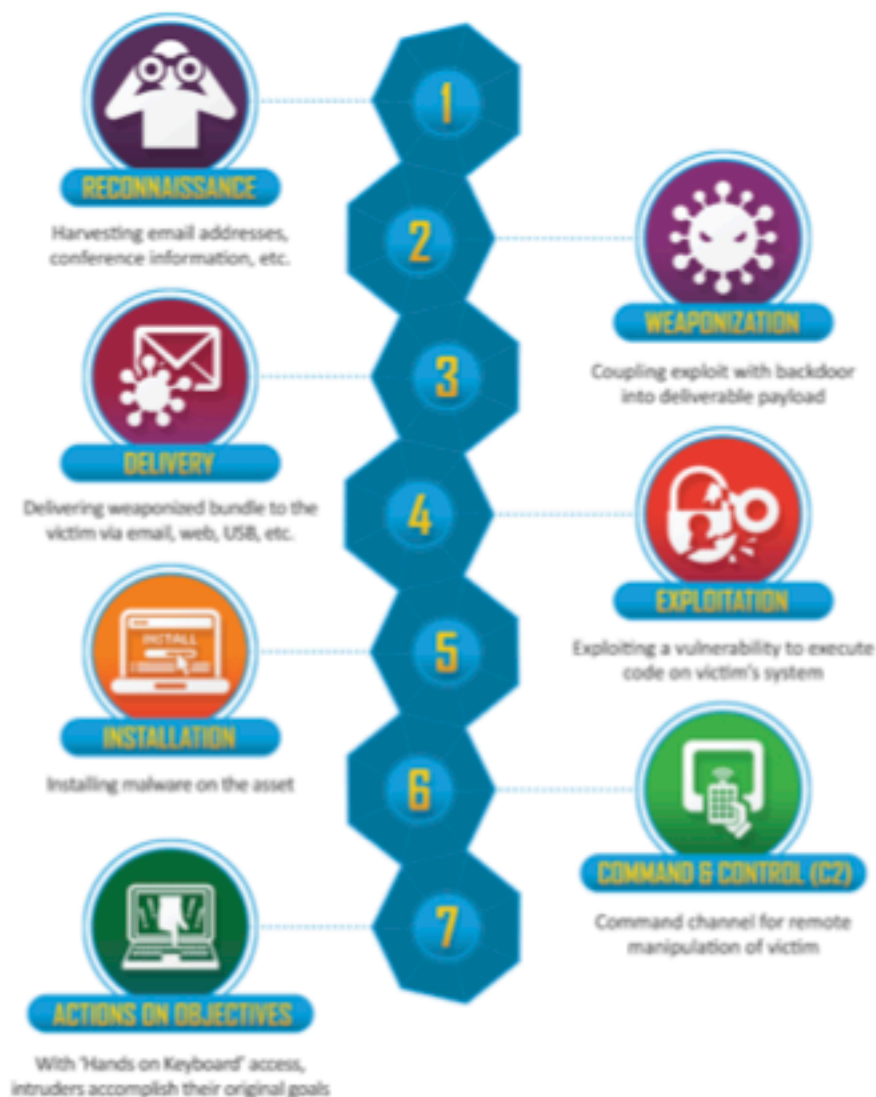 1
RECONNAISSANCE
Harvesting email addresses,
conference information, etc.
2
WEAPONIZATION
Coupling exploit with backdoor
into deliverable payload
3
DELIVERY
Delivering weaponized bundle to the
victim via email, web, USB, etc.
4
EXPLOITATION
Exploiting a vulnerability to execute
code on victim's system
5
INSTALL
INSTALLATION
Installing malware on the asset
6
COMMAND & CONTROL (C2)
Command channel for remote
manipulation of victim
7
ACTIONS ON OBJECTIVES
With 'Hands on Keyboard' access,
intruders accomplish their original goals